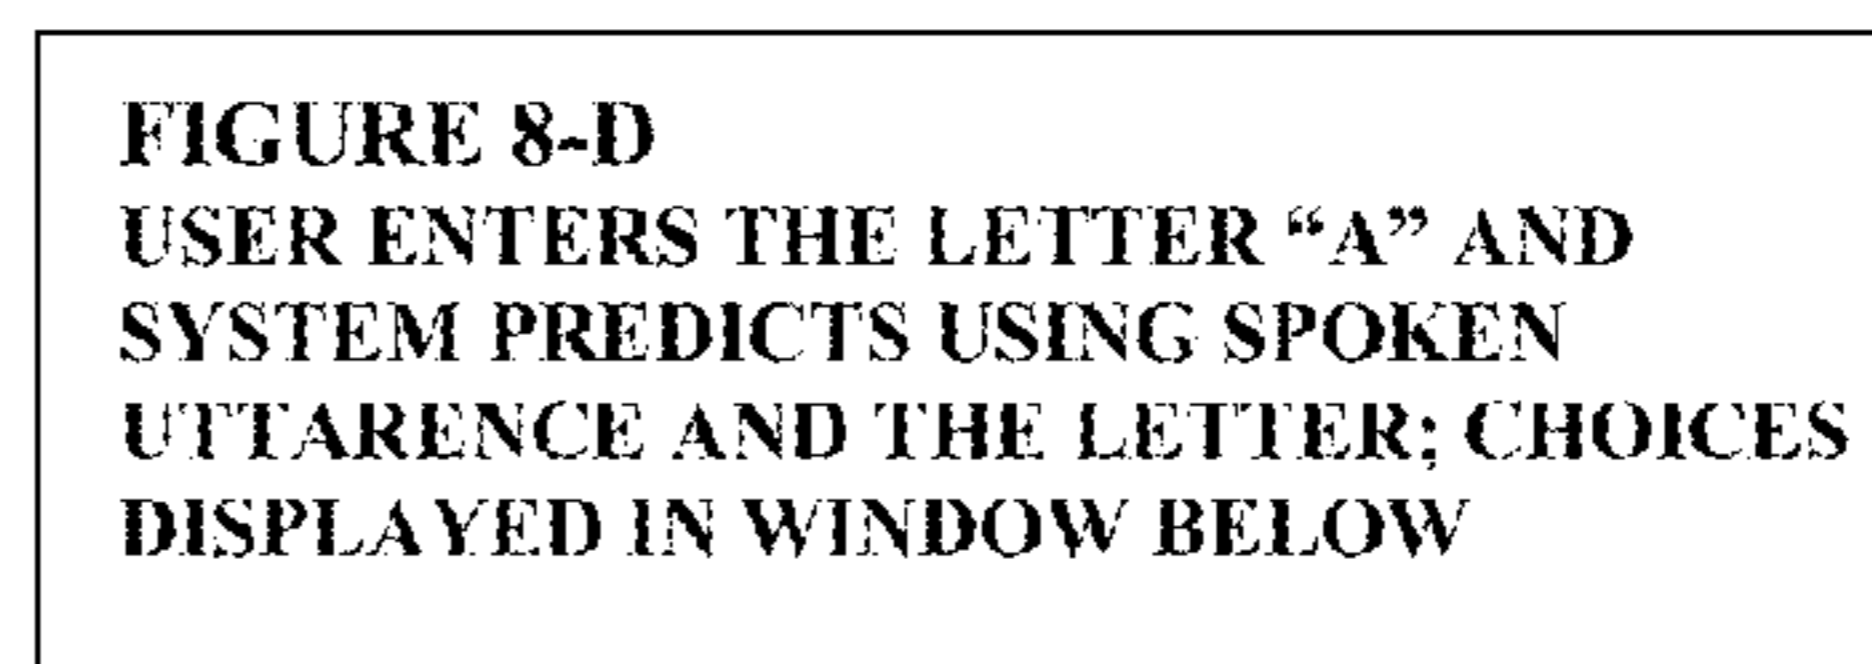 FIGURE 8-D
USER ENTERS THE LETTER “A” AND
SYSTEM PREDICTS USING SPOKEN
UTTARENCE AND THE LETTER; CHOICES
DISPLAYED IN WINDOW BELOW